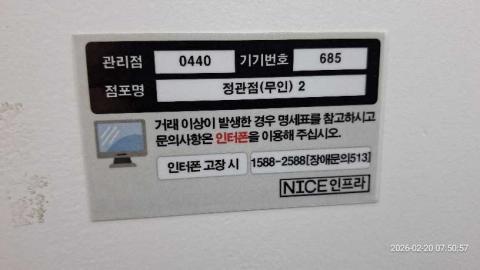 관리점 0440 기기번호 685
점포명 정관점(무인) 2
거래 이상이 발생한 경우 명세표를 참고하시고
문의사항은 인터폰을 이용해 주십시오.
인터폰 고장 시 1588-2588[장애문의513]
NICE인프라
2026-02-20 07:50:57